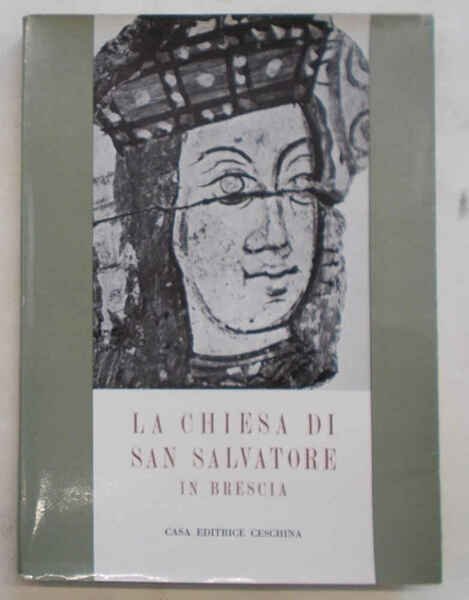 LA CHIESA DI
SAN SALVATORE
IN BRESCIA
CASA EDITRICE CESCHINA